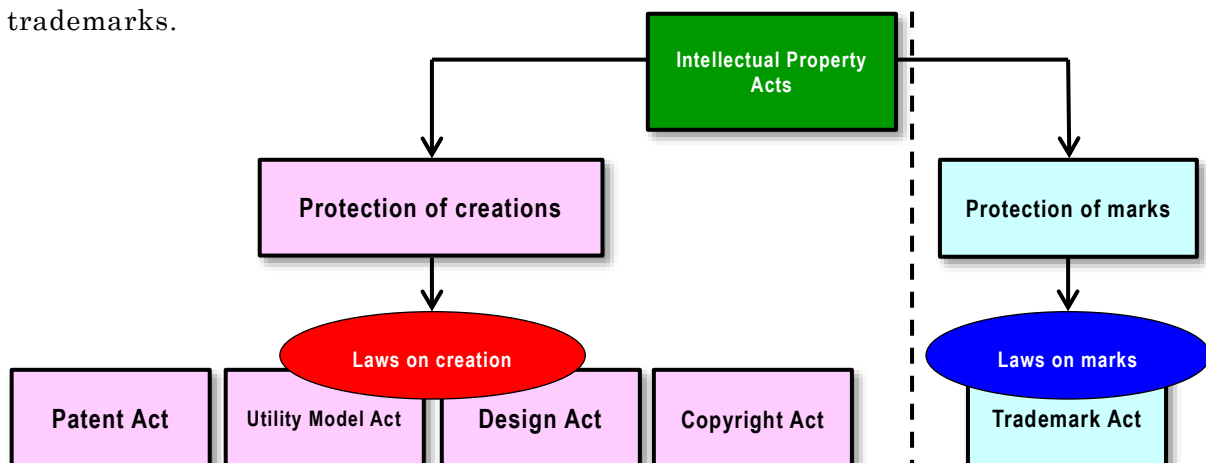 trademarks.
Intellectual Property
Acts
Protection of creations
Protection of marks
Laws on creation
Laws on marks
Patent Act
Utility Model Act
Design Act
Copyright Act
Trademark Act